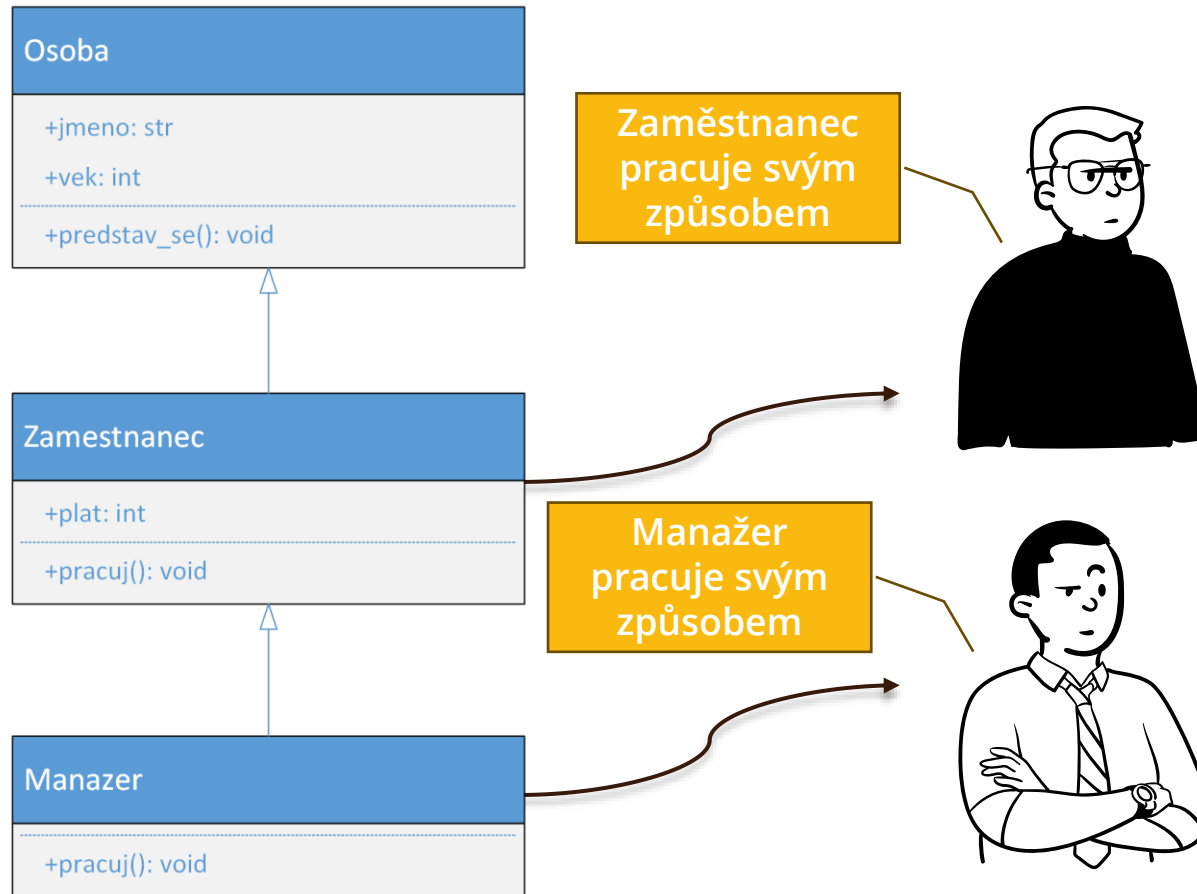 Osoba
+jmeno: str
+vek: int
+predstav_se(): void
Zaměstnanec
pracuje svým
způsobem
Zamestnanec
+plat: int
+pracuj(): void
Manažer
pracuje svým
způsobem
Manazer
+pracuj(): void